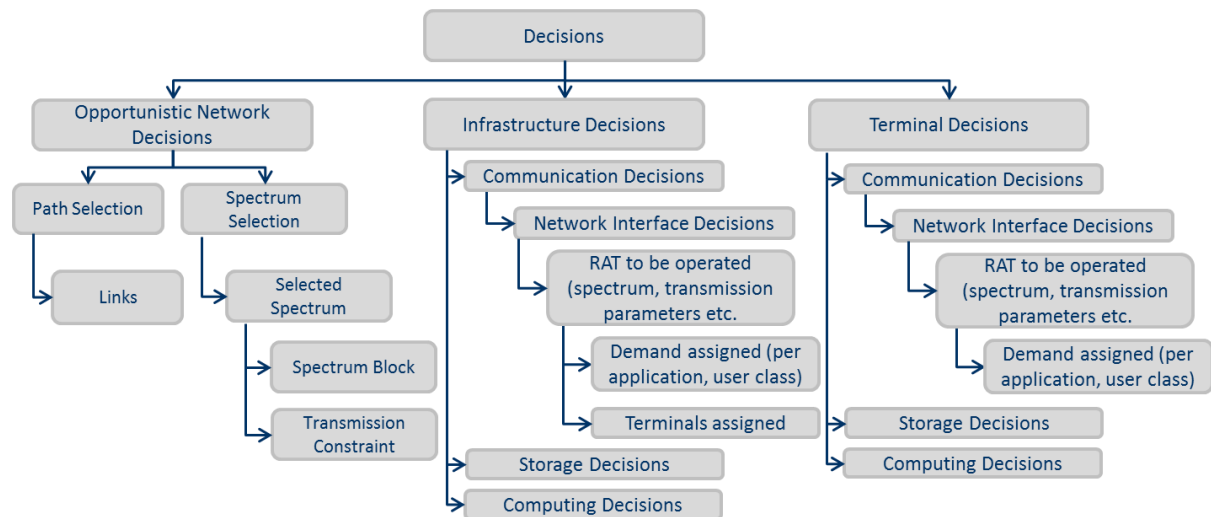 Decisions
Opportunistic Network
Decisions
Path Selection
Spectrum
Selection
Links
Selected
Spectrum
Spectrum Block
Transmission
Constraint
Infrastructure Decisions
Communication Decisions
Network Interface Decisions
RAT to be operated
(spectrum, transmission
parameters etc.
Demand assigned (per
application, user class)
Terminals assigned
Storage Decisions
Computing Decisions
Terminal Decisions
Communication Decisions
Network Interface Decisions
RAT to be operated
(spectrum, transmission
parameters etc.
Demand assigned (per
application, user class)
Storage Decisions
Computing Decisions